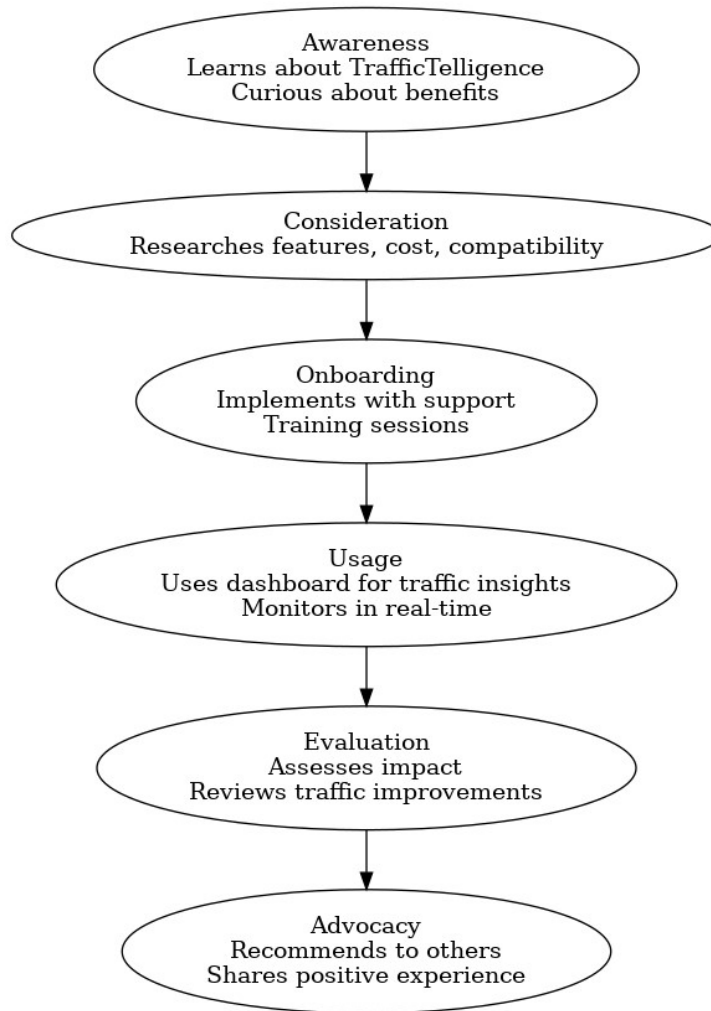 Awareness
Learns about TrafficTelligence
Curious about benefits
Consideration
Researches features, cost, compatibility
Onboarding
Implements with support
Training sessions
Usage
Uses dashboard for traffic insights
Monitors in real-time
Evaluation
Assesses impact
Reviews traffic improvements
Advocacy
Recommends to others
Shares positive experience